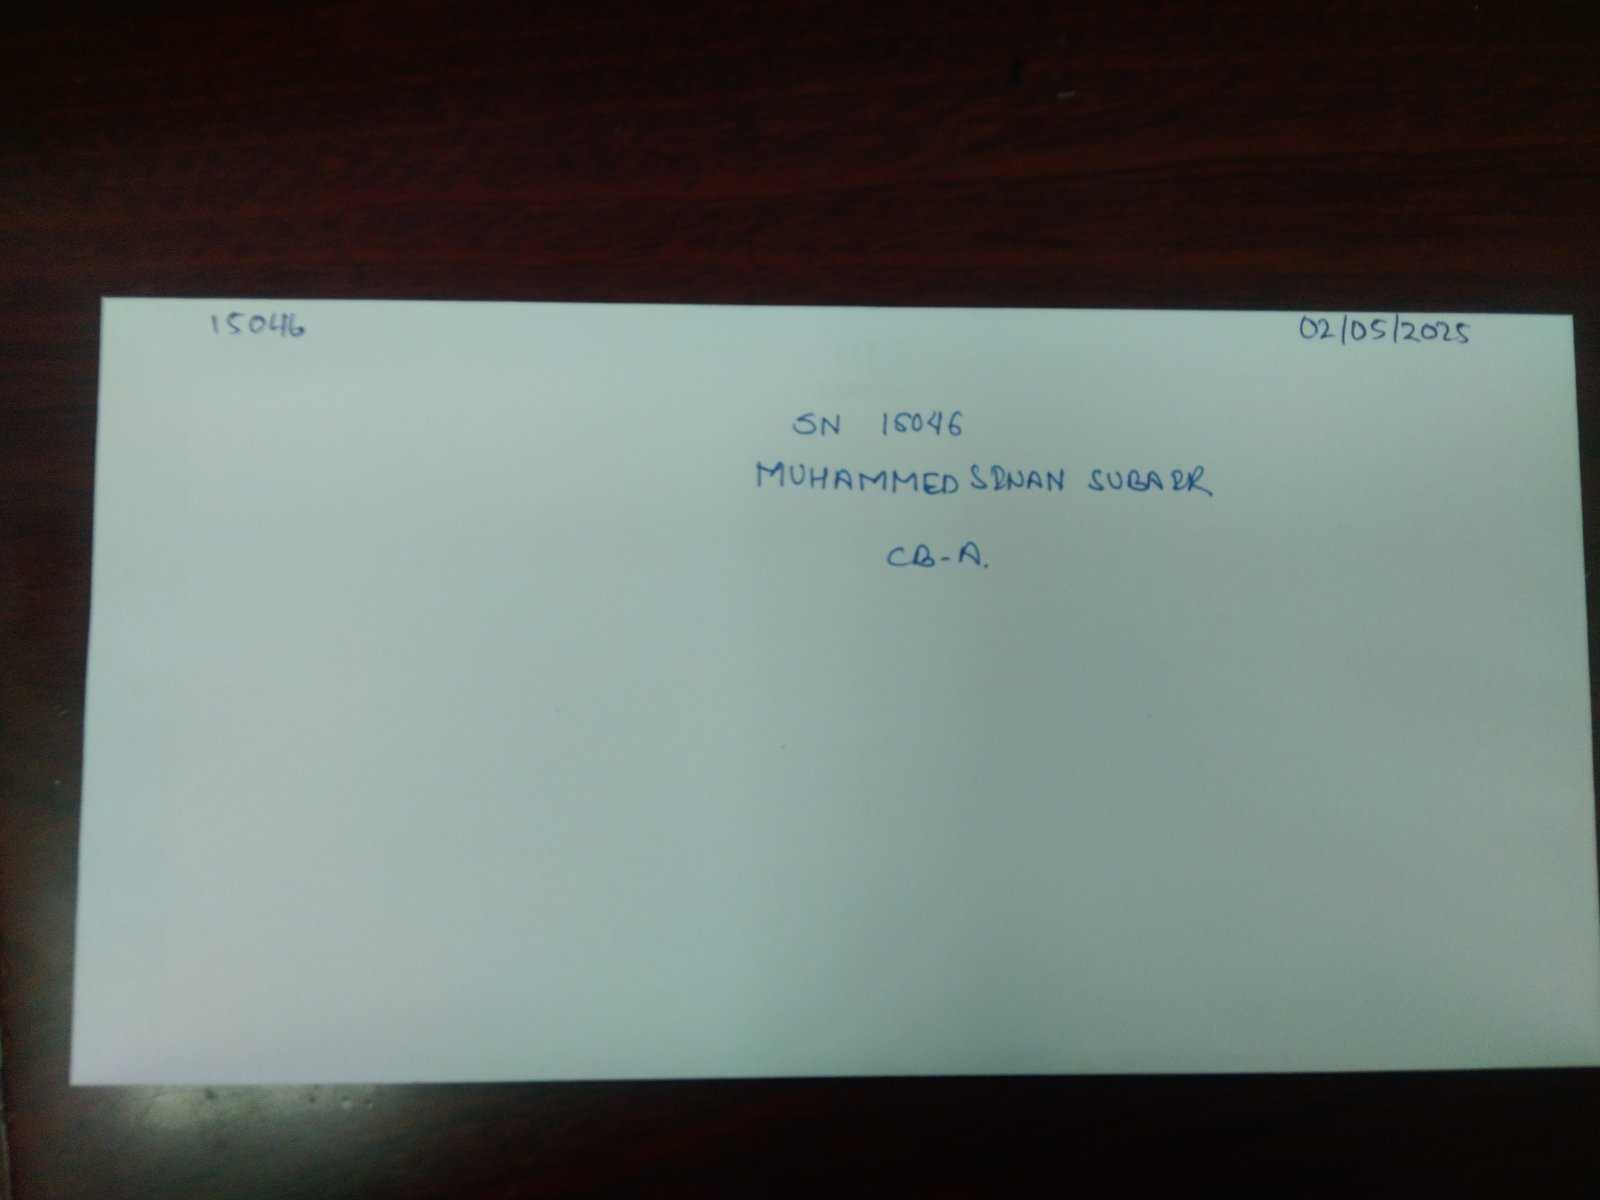 15046
02/05/2025
SN 15046
MUHAMMED SINAN SUBAIR
CB-A.